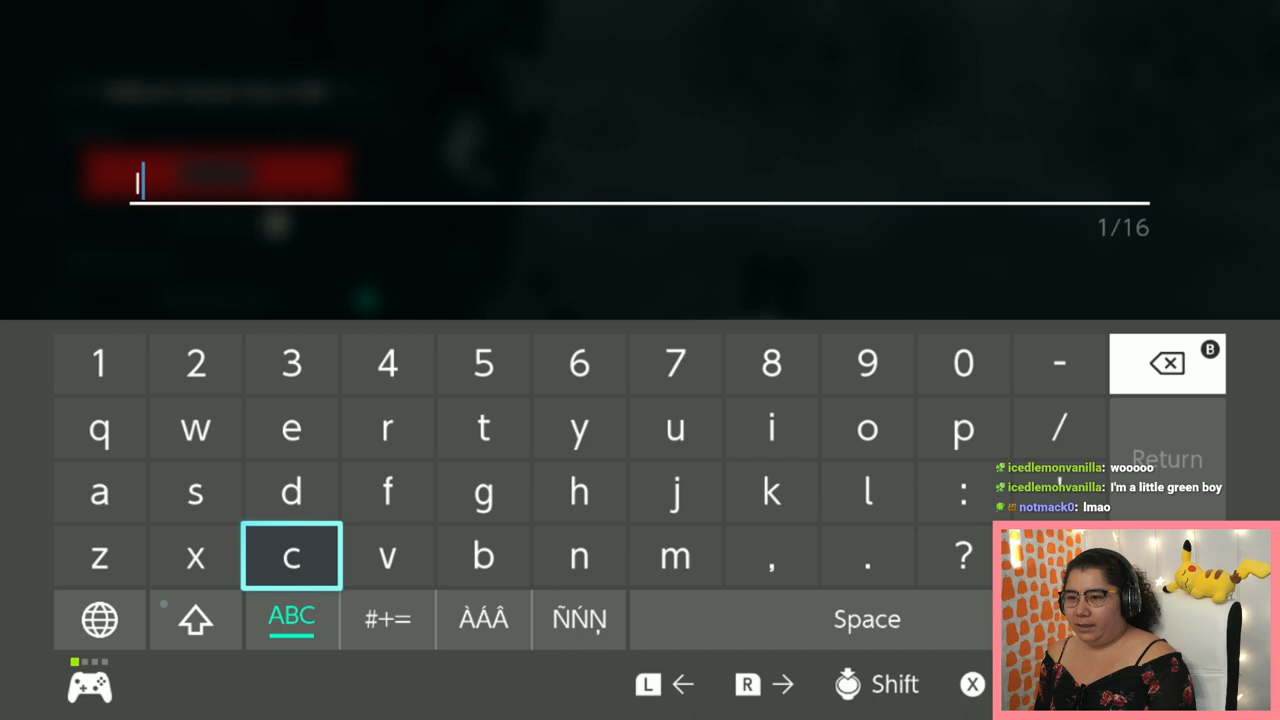 l
1/16
1 2 3 4 5 6 7 8 9 0 - B
q w e r t y u i o p / Return
a s d f g h j k l : '
z x c v b n m , . ?
ABC #+= ÀÁÂ ÑŃŅ Space
L ← R → Shift X
icedlemonvanilla: wooooo
icedlemonvanilla: I'm a little green boy
notmack0: lmao